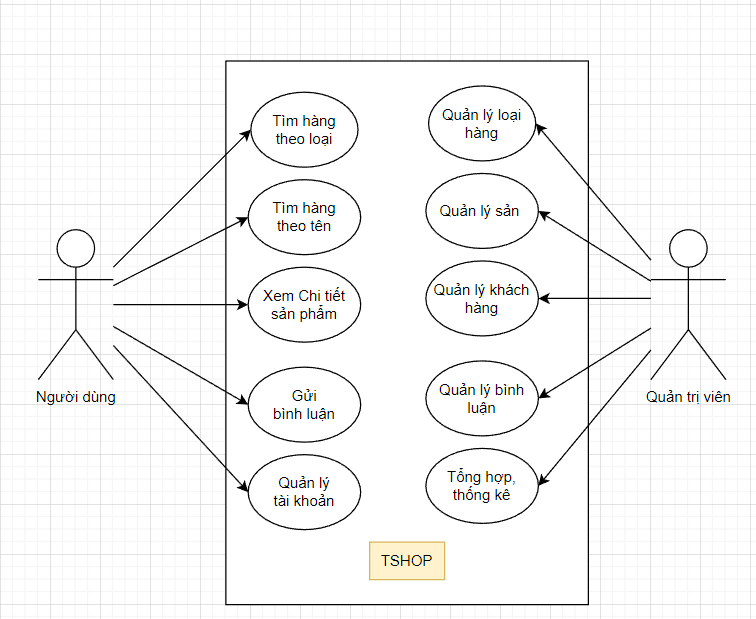 Tìm hàng
theo loại
Tìm hàng
theo tên
Xem Chi tiết
sản phẩm
Gửi
bình luận
Quản lý
tài khoản
Quản lý loại
hàng
Quản lý sản
Quản lý khách
hàng
Quản lý bình
luận
Tổng hợp,
thống kê
Người dùng
Quản trị viên
TSHOP